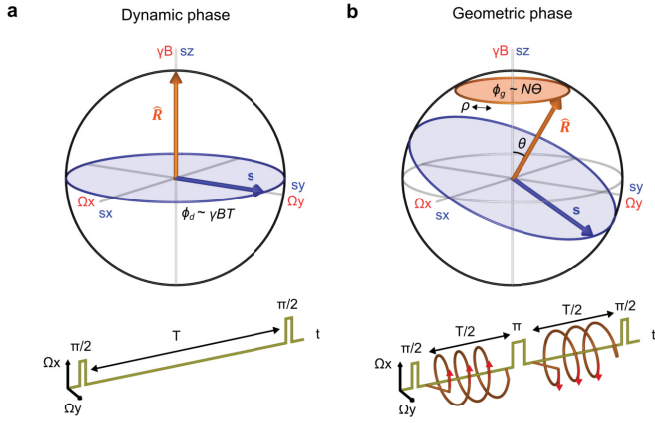 a
Dynamic phase
γB sz
R̂
s
sy
Ωx
Ωy
sx
ϕd ~ γBT
π/2
π/2
T
t
Ωx
Ωy
b
Geometric phase
γB sz
ϕg ~ NΘ
ρ
R̂
θ
sy
Ωx
Ωy
sx
s
T/2
π/2
π
T/2
π/2
t
Ωx
Ωy